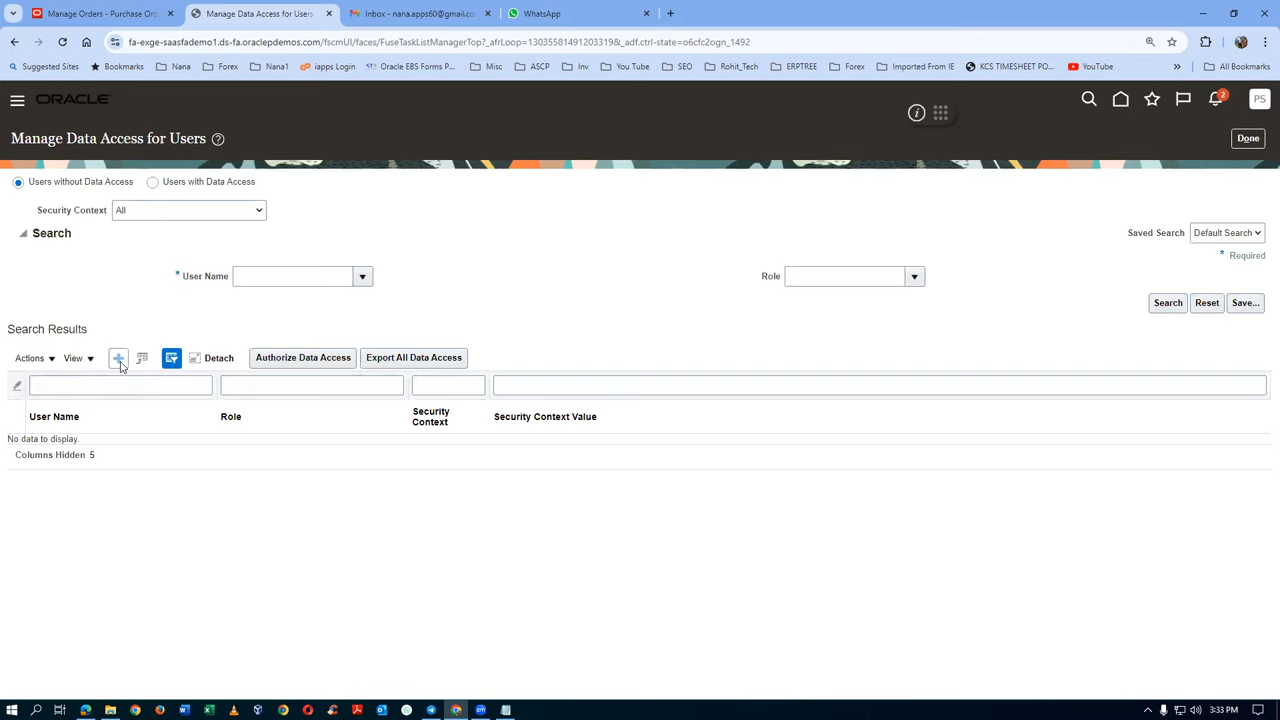 Manage Orders - Purchase Ord
Manage Data Access for Users
Inbox - nana.apps60@gmail.co
WhatsApp
fa-exge-saasfademo1.ds-fa.oraclepdemos.com/fscmUI/faces/FuseTaskListManagerTop?_afrLoop=13035581491203319&_adf.ctrl-state=o6cfc2ogn_1492
Suggested Sites
Bookmarks
Nana
Forex
Nana1
iapps Login
Oracle EBS Forms P...
Misc
ASCP
Inv
You Tube
SEO
Rohit_Tech
ERPTREE
Forex
Imported From IE
KCS TIMESHEET PO...
YouTube
All Bookmarks
ORACLE
2
PS
Manage Data Access for Users
Done
Users without Data Access
Users with Data Access
Security Context
All
Search
Saved Search
Default Search
* Required
* User Name
Role
Search
Reset
Save...
Search Results
Actions
View
Detach
Authorize Data Access
Export All Data Access
User Name
Role
Security Context
Security Context Value
No data to display.
Columns Hidden 5
3:33 PM